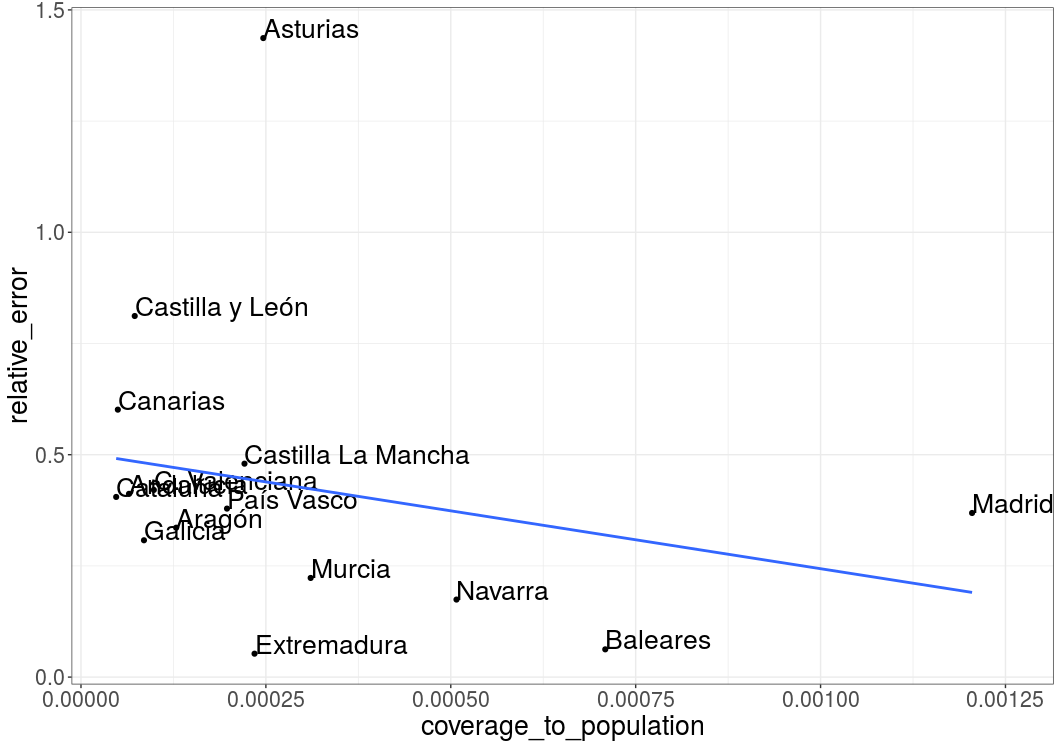 1.5
Asturias
1.0
Castilla y León
Canarias
0.5
Castilla La Mancha
C. Valenciana
Andalucía
Cataluña
País Vasco
Aragón
Galicia
Madrid
Murcia
Navarra
Extremadura
Baleares
0.0
0.00000
0.00025
0.00050
0.00075
0.00100
0.00125
coverage_to_population
relative_error